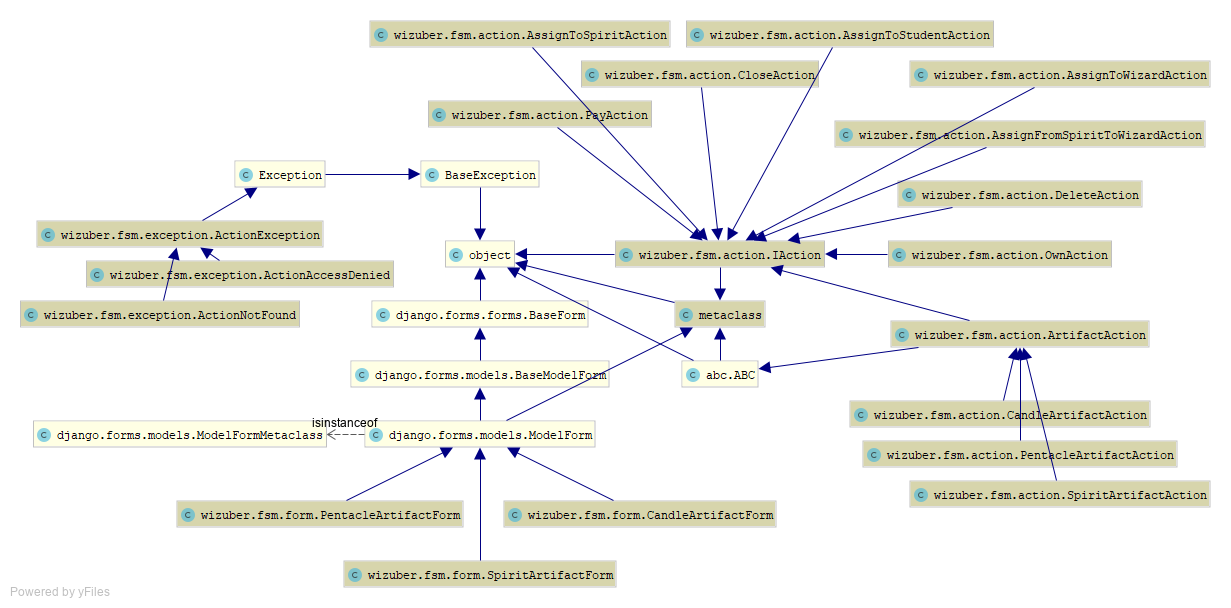 C wizuber.fsm.action.AssignToSpiritAction
C wizuber.fsm.action.AssignToStudentAction
C wizuber.fsm.action.CloseAction
C wizuber.fsm.action.AssignToWizardAction
C wizuber.fsm.action.PayAction
C wizuber.fsm.action.AssignFromSpiritToWizardAction
C Exception
C BaseException
C wizuber.fsm.action.DeleteAction
C wizuber.fsm.exception.ActionException
C object
C wizuber.fsm.action.IAction
C wizuber.fsm.action.OwnAction
C wizuber.fsm.exception.ActionAccessDenied
C wizuber.fsm.exception.ActionNotFound
C django.forms.forms.BaseForm
C metaclass
C wizuber.fsm.action.ArtifactAction
C django.forms.models.BaseModelForm
C abc.ABC
C wizuber.fsm.action.CandleArtifactAction
isinstanceof
C django.forms.models.ModelFormMetaclass
C django.forms.models.ModelForm
C wizuber.fsm.action.PentacleArtifactAction
C wizuber.fsm.action.SpiritArtifactAction
C wizuber.fsm.form.PentacleArtifactForm
C wizuber.fsm.form.CandleArtifactForm
C wizuber.fsm.form.SpiritArtifactForm
Powered by yFiles